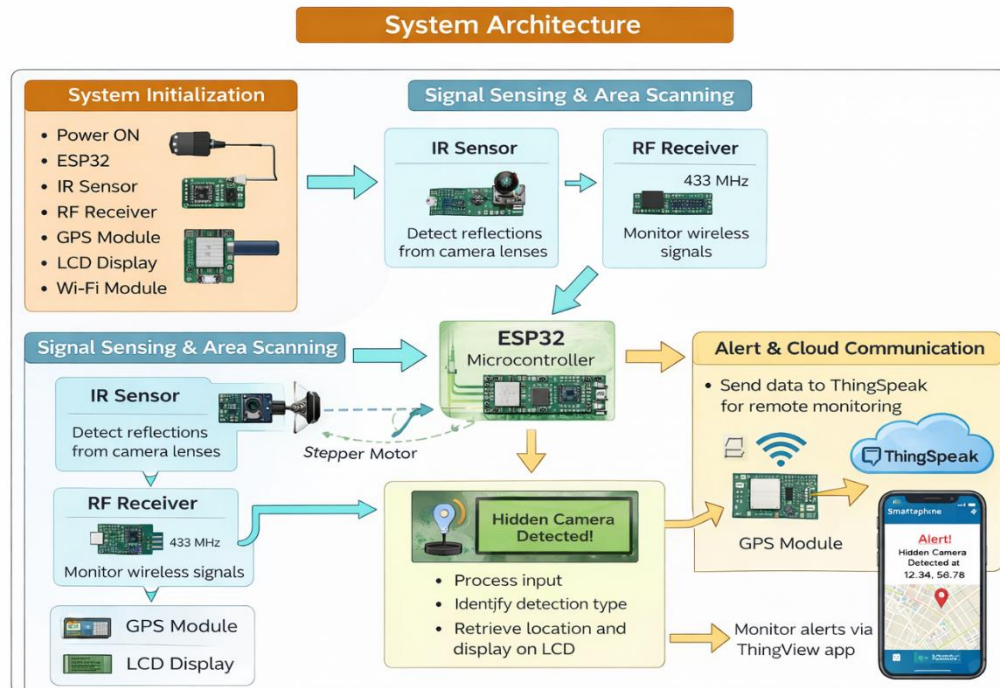 System Architecture
System Initialization
• Power ON
• ESP32
• IR Sensor
• RF Receiver
• GPS Module
• LCD Display
• Wi-Fi Module
Signal Sensing & Area Scanning
IR Sensor
Detect reflections
from camera lenses
RF Receiver
433 MHz
Monitor wireless
signals
Signal Sensing & Area Scanning
IR Sensor
Detect reflections
from camera lenses
Stepper Motor
RF Receiver
433 MHz
Monitor wireless signals
GPS Module
LCD Display
ESP32
Microcontroller
Hidden Camera
Detected!
• Process input
• Identify detection type
• Retrieve location and
display on LCD
Alert & Cloud Communication
• Send data to ThingSpeak
for remote monitoring
ThingSpeak
GPS Module
Monitor alerts via
ThingView app
Smartaphıne
Alert!
Hidden Camera
Detected at
12.34, 56.78